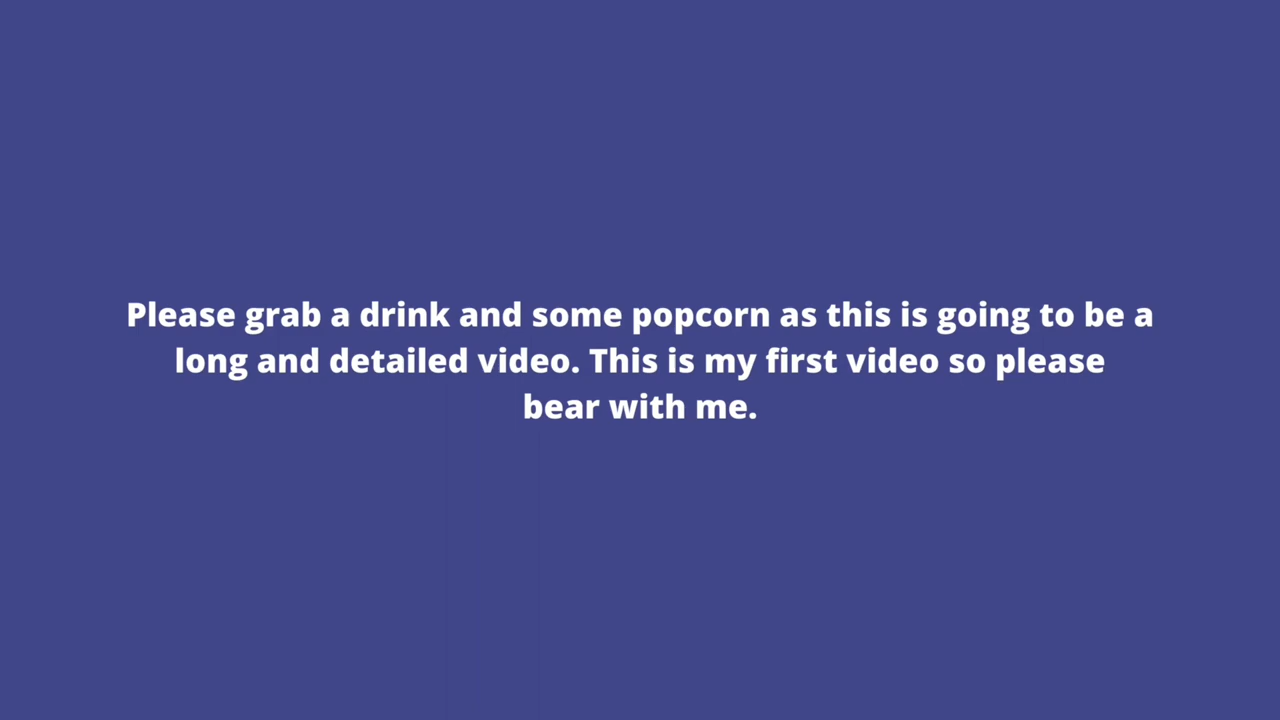 Please grab a drink and some popcorn as this is going to be a
long and detailed video. This is my first video so please
bear with me.